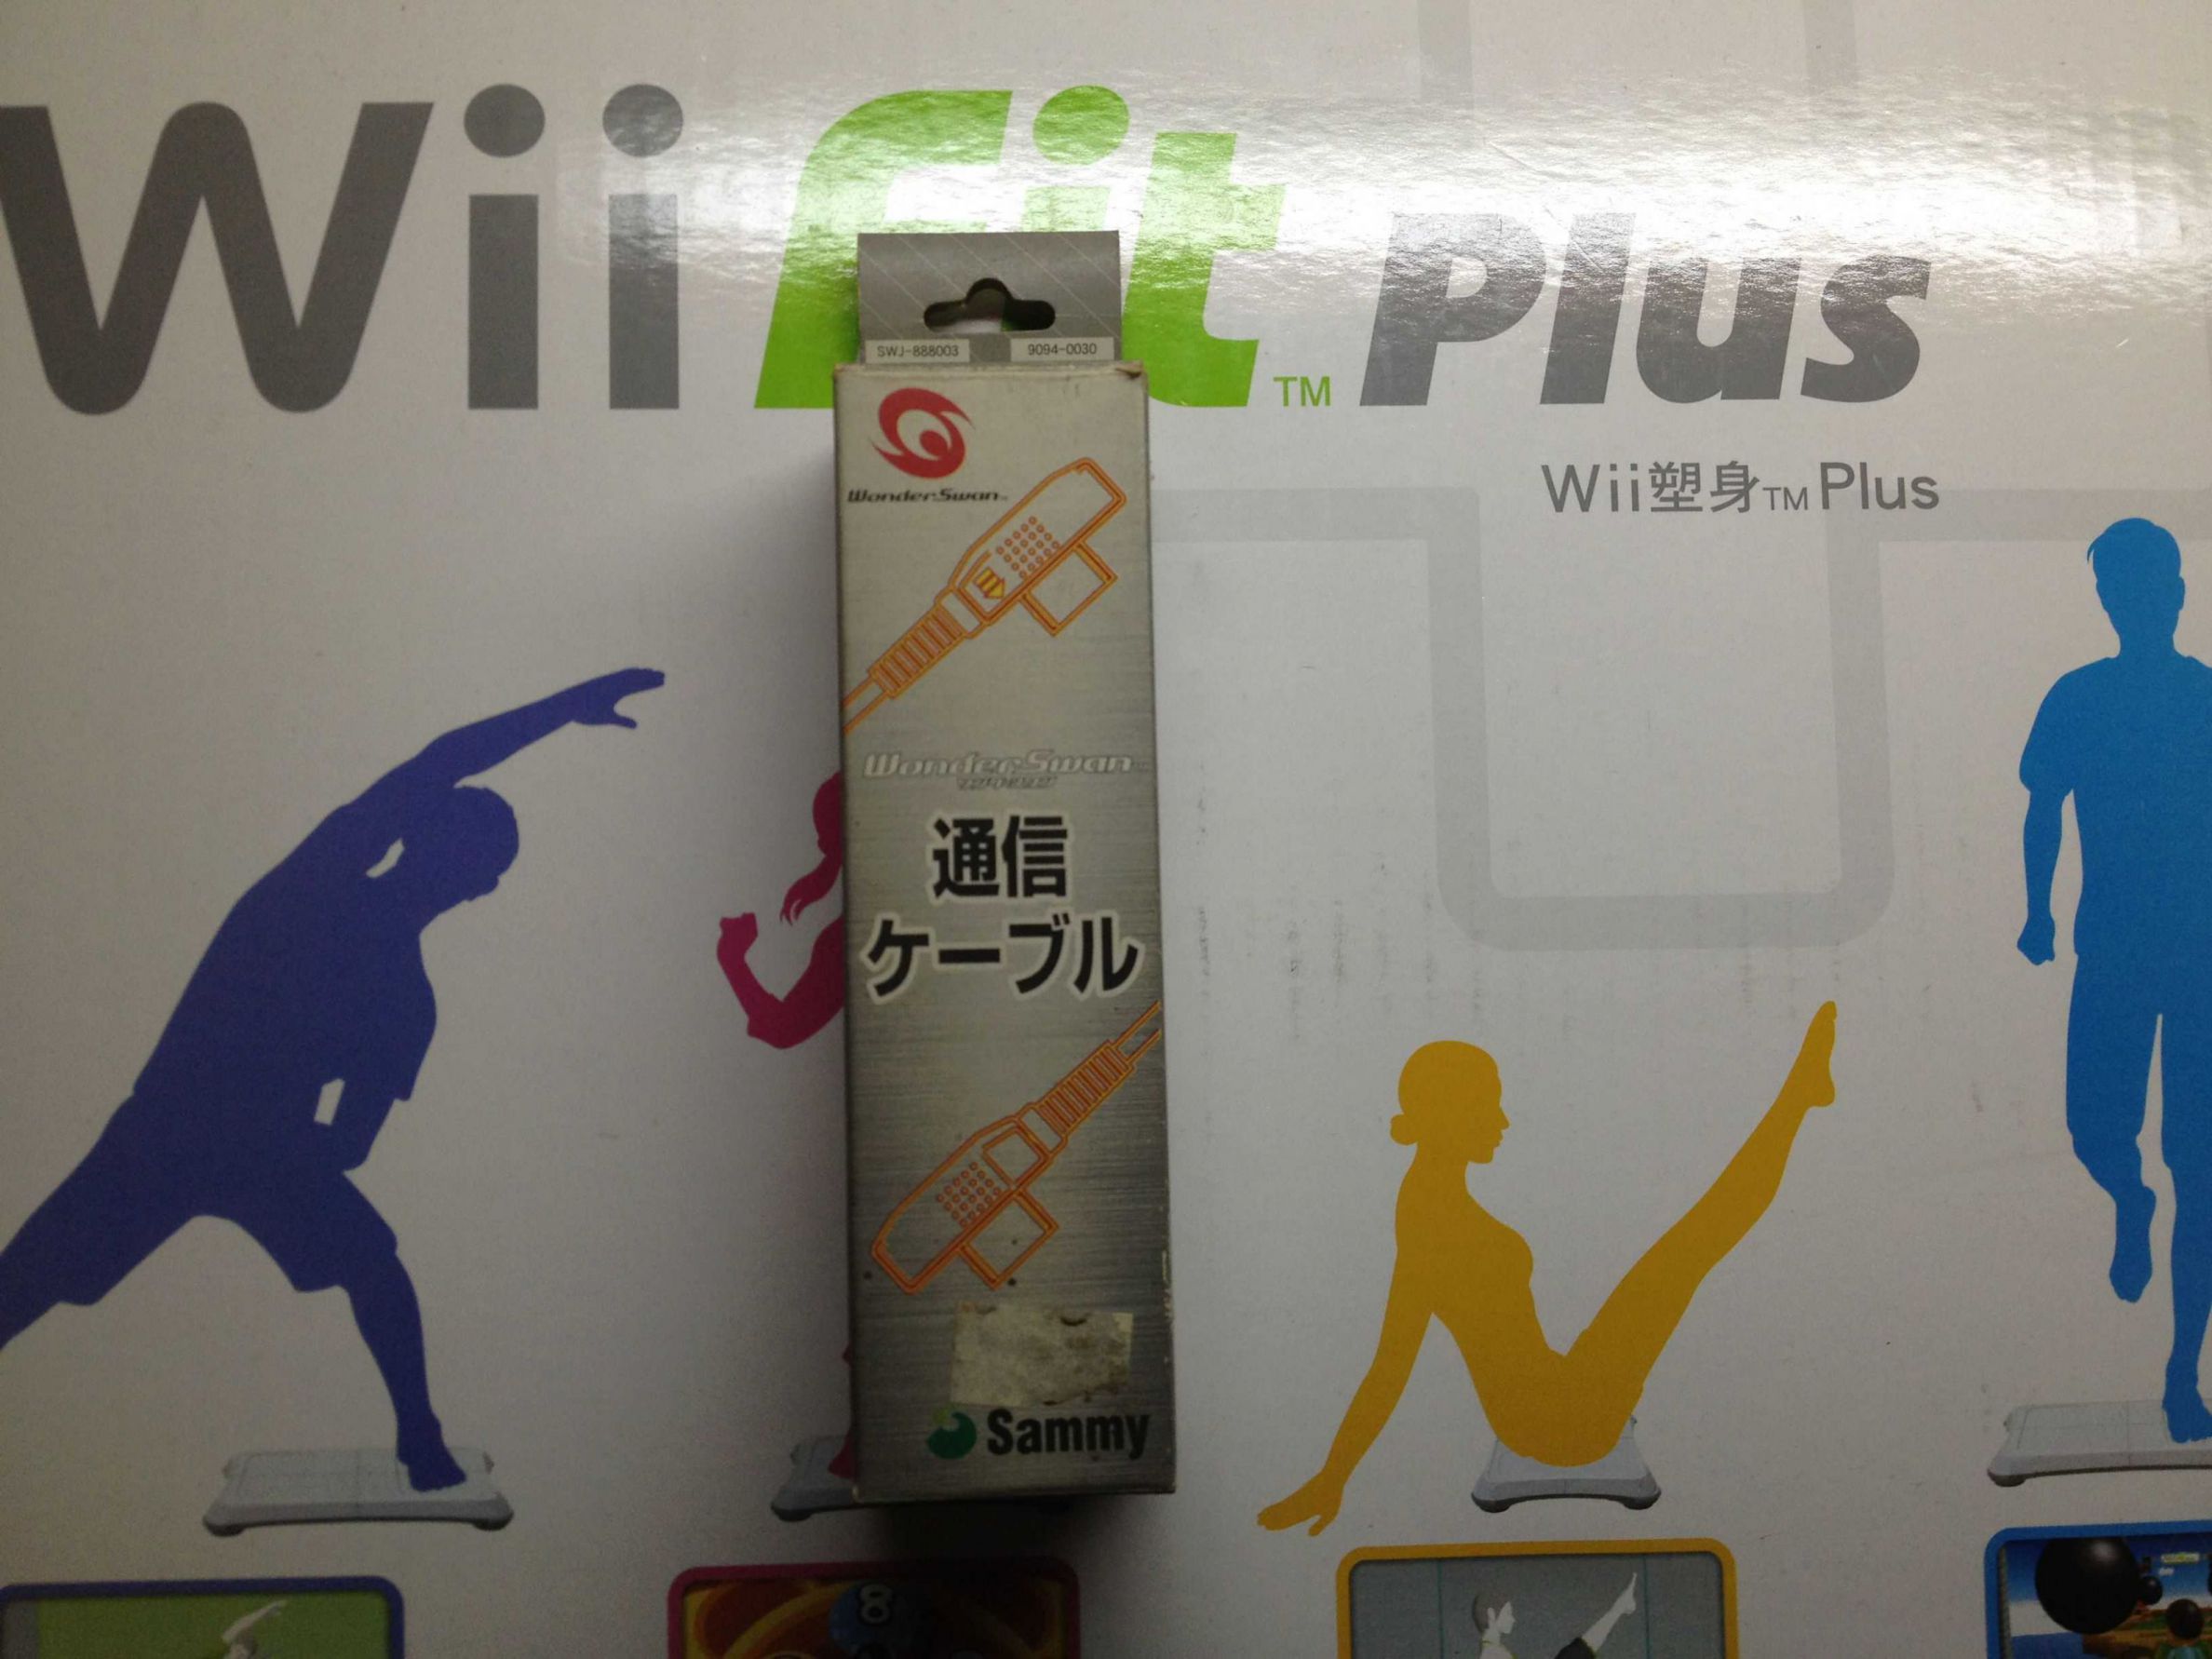 Wii Fit Plus
TM
Wii塑身TM Plus
SWJ-888003
9094-0030
WonderSwan
WonderSwan
通信
ケーブル
Sammy
8